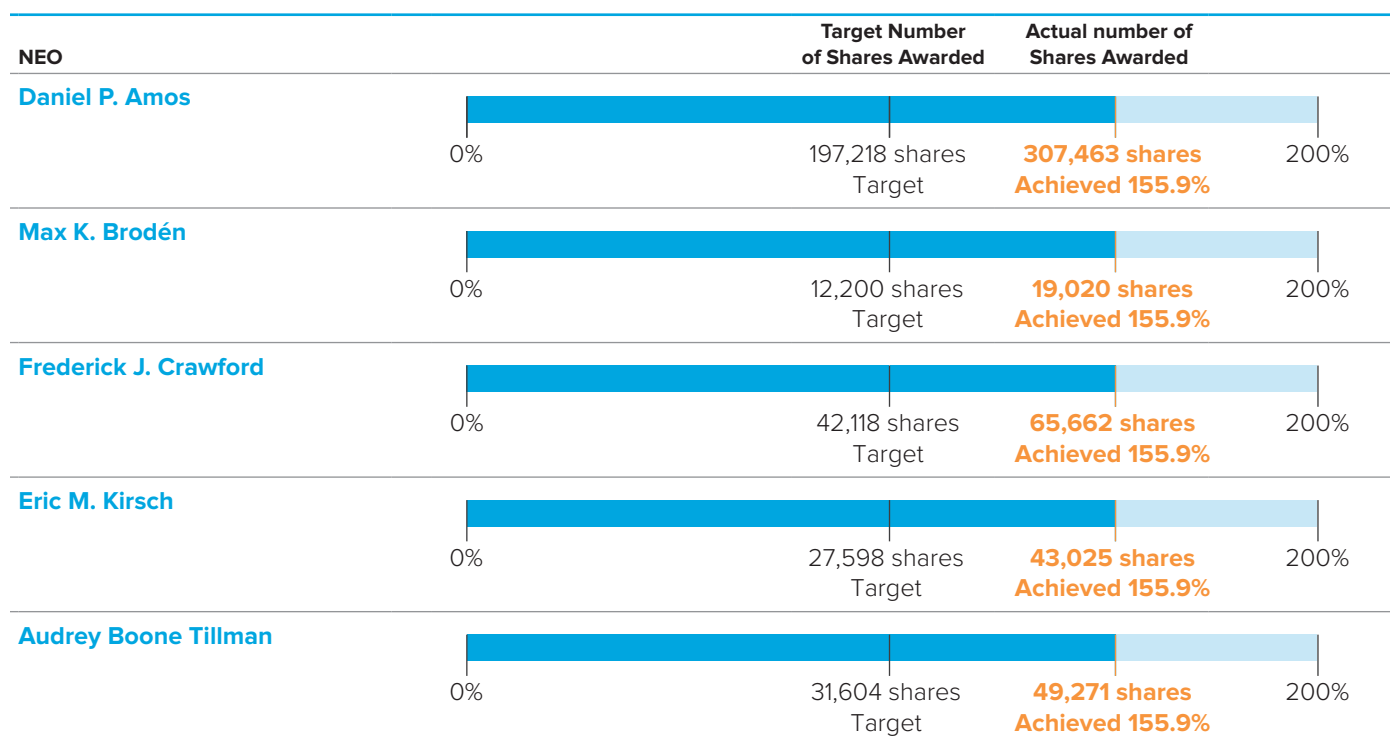 NEO
Target Number
of Shares Awarded
Actual number of
Shares Awarded
Daniel P. Amos
0%
197,218 shares
Target
307,463 shares
Achieved 155.9%
200%
Max K. Brodén
0%
12,200 shares
Target
19,020 shares
Achieved 155.9%
200%
Frederick J. Crawford
0%
42,118 shares
Target
65,662 shares
Achieved 155.9%
200%
Eric M. Kirsch
0%
27,598 shares
Target
43,025 shares
Achieved 155.9%
200%
Audrey Boone Tillman
0%
31,604 shares
Target
49,271 shares
Achieved 155.9%
200%